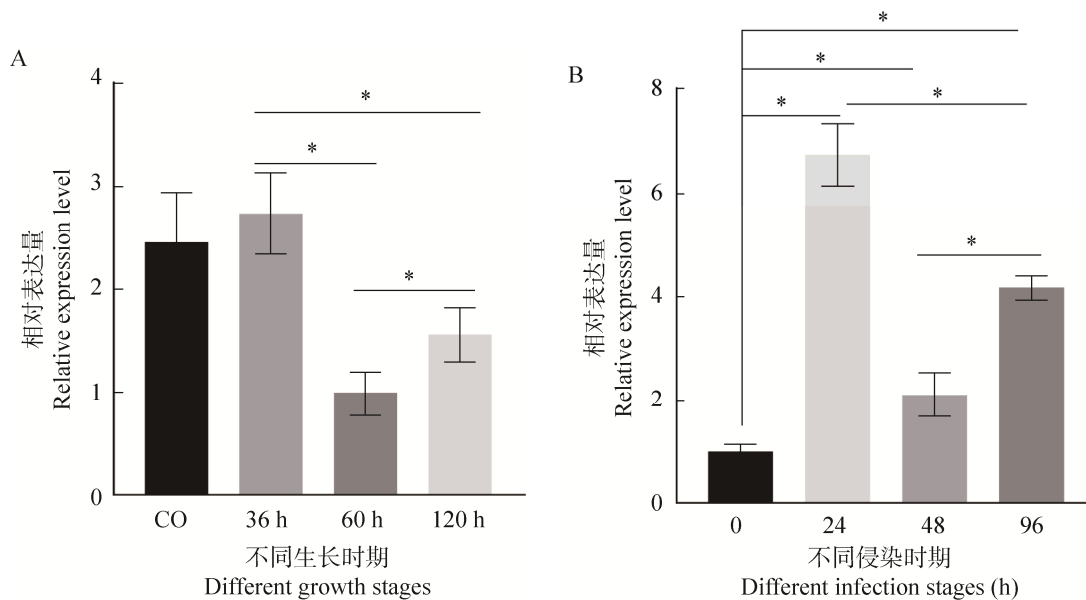 A
4
3
2
1
0
相对表达量
Relative expression level
*
*
*
CO 36 h 60 h 120 h
不同生长时期
Different growth stages
B
8
6
4
2
0
相对表达量
Relative expression level
*
*
*
*
*
0 24 48 96
不同侵染时期
Different infection stages (h)